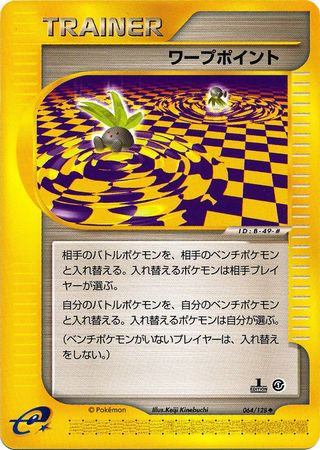 TRAINER
ワープポイント
ID:B-49-#
相手のバトルポケモンを、相手のベンチポケモン
と入れ替える。入れ替えるポケモンは相手プレイ
ヤーが選ぶ。
自分のバトルポケモンを、自分のベンチポケモン
と入れ替える。入れ替えるポケモンは自分が選ぶ。
(ベンチポケモンがいないプレイヤーは、入れ替え
をしない。)
1
EDITION
e
© Pokémon
Illus.Keiji Kinebuchi
064/128◆